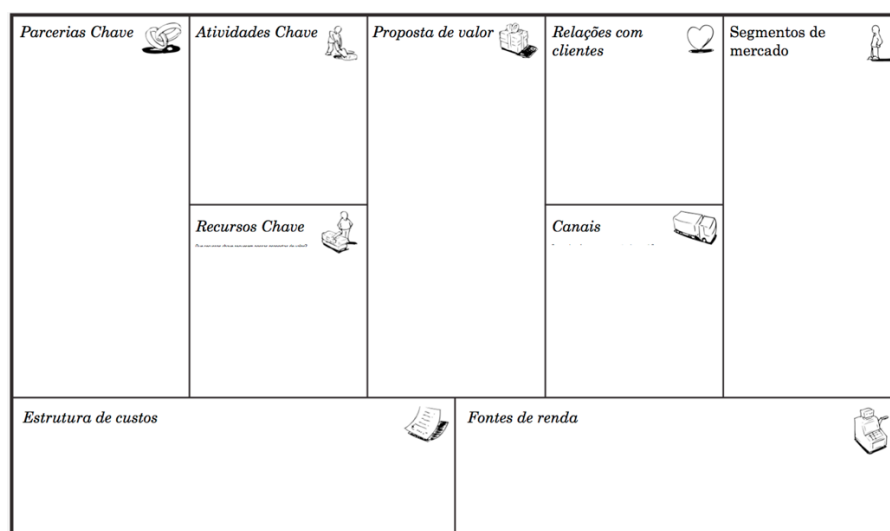 Parcerias Chave
Atividades Chave
Proposta de valor
Relações com
clientes
Segmentos de
mercado
Recursos Chave
Canais
Estrutura de custos
Fontes de renda